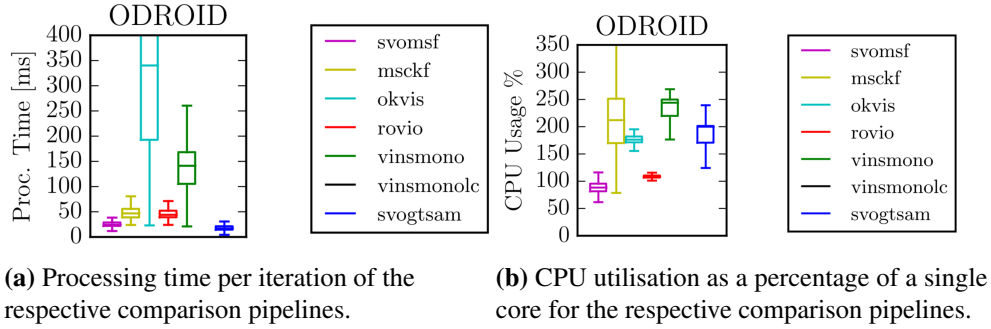 ODROID
Proc. Time [ms]
400
350
300
250
200
150
100
50
0
svomsf
msckf
okvis
rovio
vinsmono
vinsmonolc
svogtsam
(a) Processing time per iteration of the
respective comparison pipelines.
ODROID
CPU Usage %
350
300
250
200
150
100
50
0
svomsf
msckf
okvis
rovio
vinsmono
vinsmonolc
svogtsam
(b) CPU utilisation as a percentage of a single
core for the respective comparison pipelines.